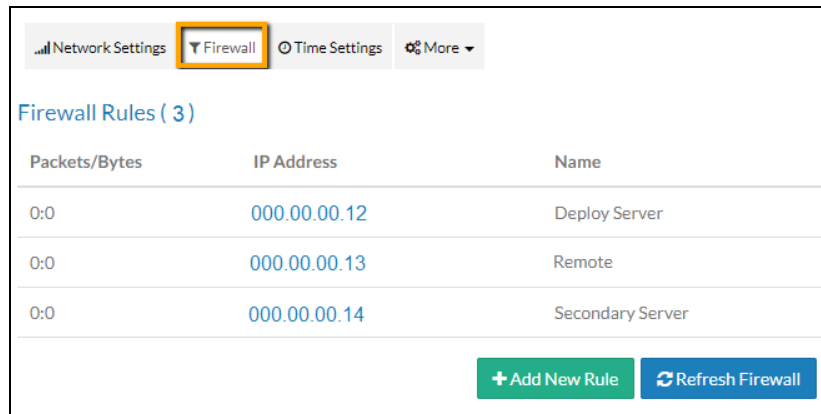 Network Settings Firewall Time Settings More
Firewall Rules ( 3 )
Packets/Bytes IP Address Name
0:0 000.00.00.12 Deploy Server
0:0 000.00.00.13 Remote
0:0 000.00.00.14 Secondary Server
Add New Rule Refresh Firewall